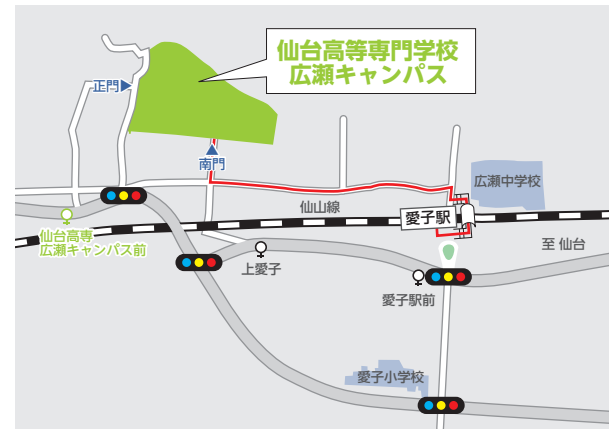 仙台高等専門学校
広瀬キャンパス
正門
南門
広瀬中学校
仙山線
愛子駅
仙台高専
広瀬キャンパス前
上愛子
至 仙台
愛子駅前
愛子小学校